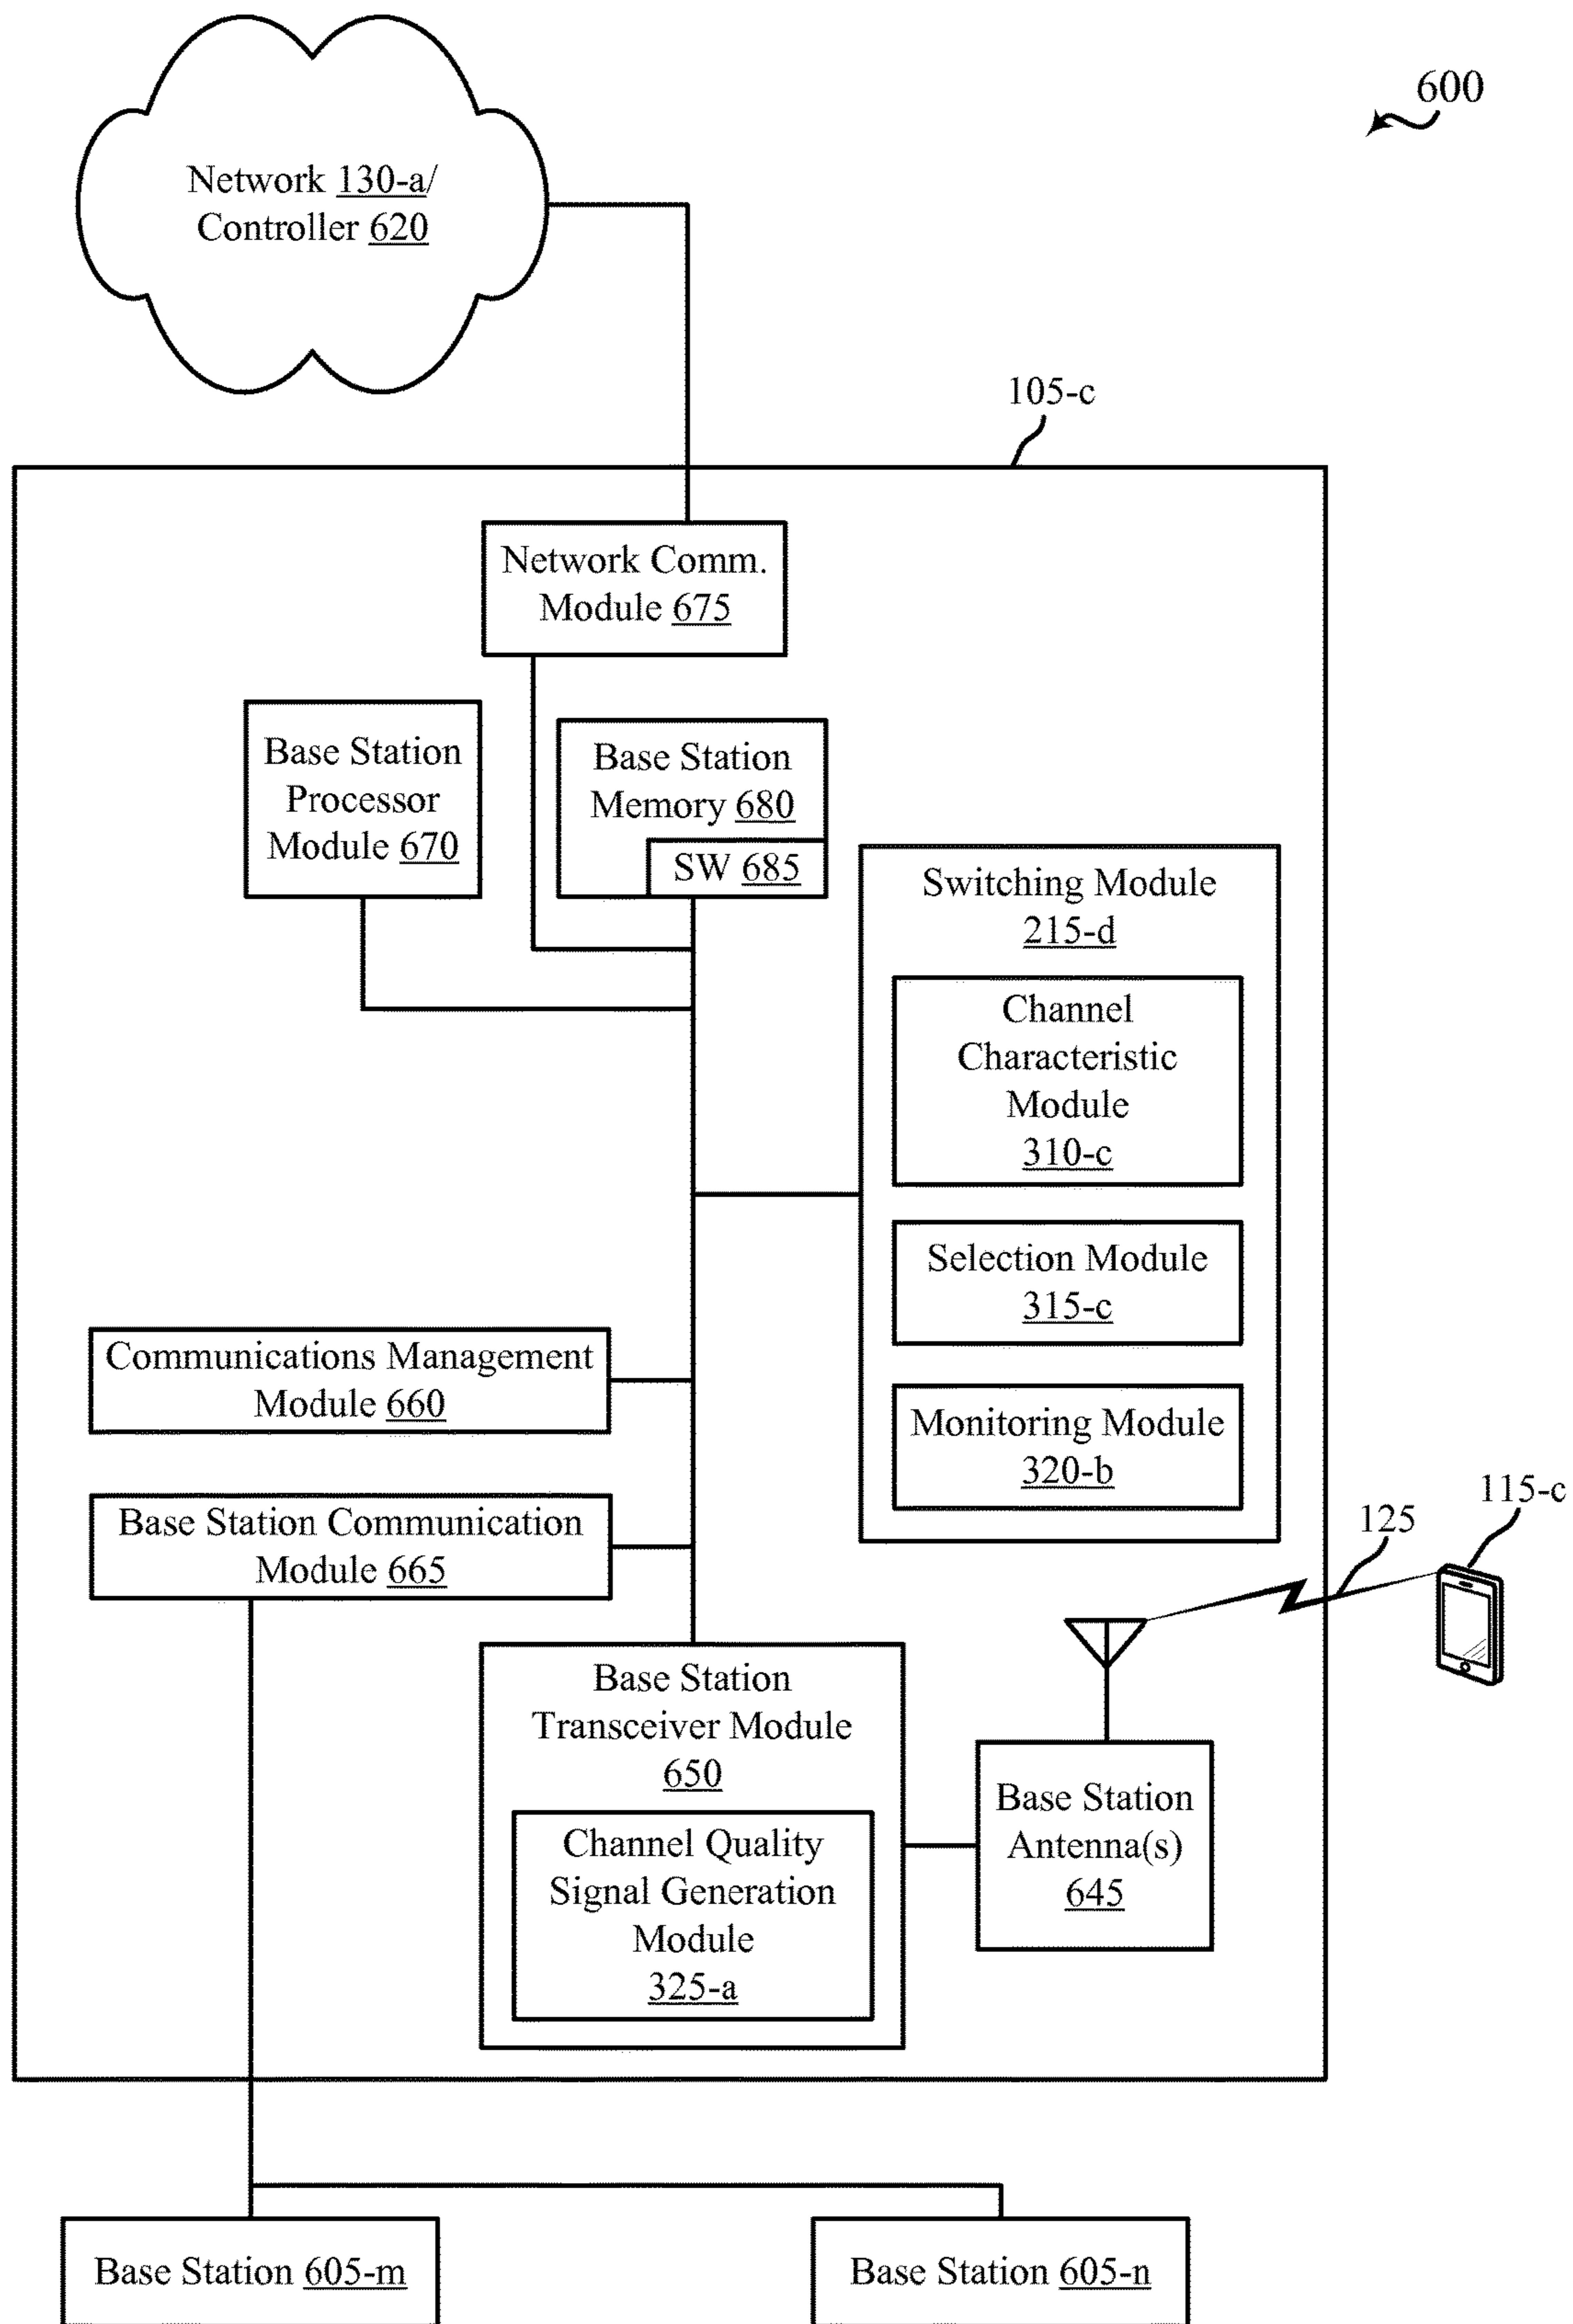 600
Network 130-a/
Controller 620
105-c
Network Comm.
Module 675
Base Station
Processor
Module 670
Base Station
Memory 680
SW 685
Switching Module
215-d
Channel
Characteristic
Module
310-c
Selection Module
315-c
Monitoring Module
320-b
Communications Management
Module 660
Base Station Communication
Module 665
115-c
125
Base Station
Transceiver Module
650
Channel Quality
Signal Generation
Module
325-a
Base Station
Antenna(s)
645
Base Station 605-m
Base Station 605-n